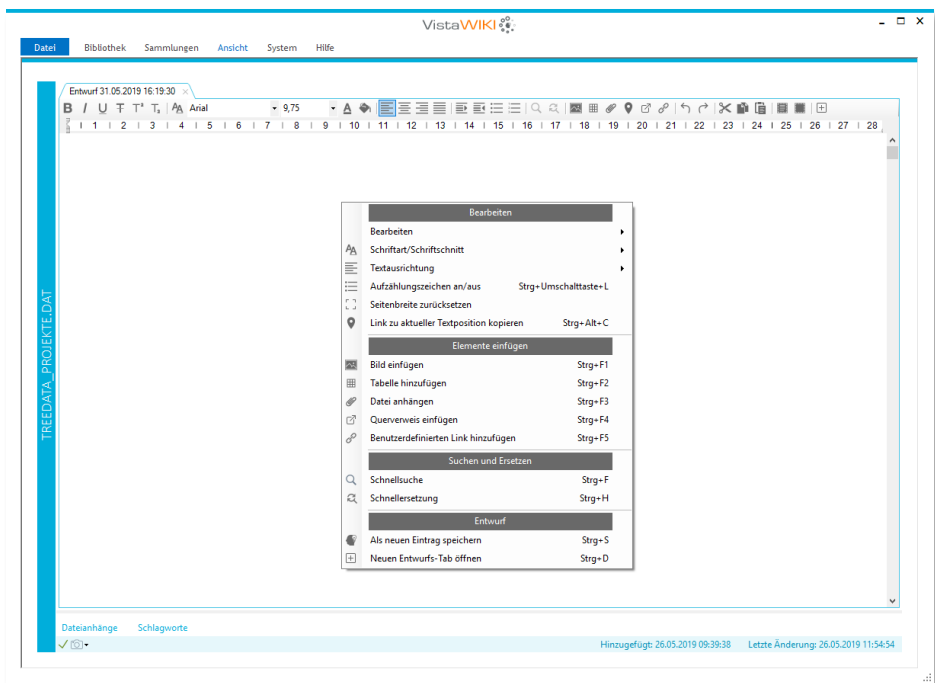 VistaWIKI
Datei Bibliothek Sammlungen Ansicht System Hilfe
TREEDATA_PROJEKTE.DAT
Entwurf 31.05.2019 16:19:30
B I U T T² T₂ AA Arial 9,75 A
1 2 3 4 5 6 7 8 9 10 11 12 13 14 15 16 17 18 19 20 21 22 23 24 25 26 27 28
Bearbeiten
Bearbeiten
Schriftart/Schriftschnitt
Textausrichtung
Aufzählungszeichen an/aus Strg+Umschalttaste+L
Seitenbreite zurücksetzen
Link zu aktueller Textposition kopieren Strg+Alt+C
Elemente einfügen
Bild einfügen Strg+F1
Tabelle hinzufügen Strg+F2
Datei anhängen Strg+F3
Querverweis einfügen Strg+F4
Benutzerdefinierten Link hinzufügen Strg+F5
Suchen und Ersetzen
Schnellsuche Strg+F
Schnellersetzung Strg+H
Entwurf
Als neuen Eintrag speichern Strg+S
Neuen Entwurfs-Tab öffnen Strg+D
Dateianhänge Schlagworte
Hinzugefügt: 26.05.2019 09:39:38 Letzte Änderung: 26.05.2019 11:54:54